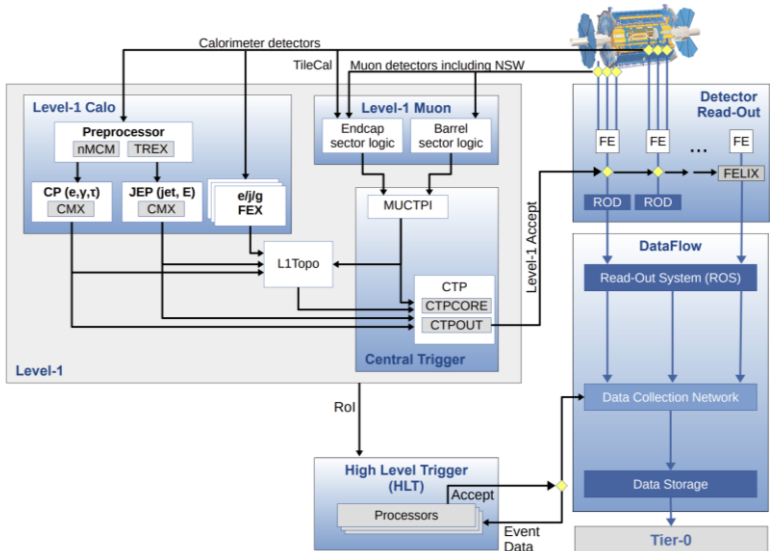 Calorimeter detectors
TileCal
Muon detectors including NSW
Level-1 Calo
Preprocessor
nMCM
TREX
CP (e,γ,τ)
CMX
JEP (jet, E)
CMX
e/j/g
FEX
Level-1 Muon
Endcap
sector logic
Barrel
sector logic
MUCTPI
L1Topo
CTP
CTPCORE
CTPOUT
Central Trigger
Level-1
Level-1 Accept
Detector
Read-Out
FE
FE
...
FE
FELIX
ROD
ROD
DataFlow
Read-Out System (ROS)
Data Collection Network
Data Storage
Tier-0
RoI
High Level Trigger
(HLT)
Accept
Processors
Event
Data